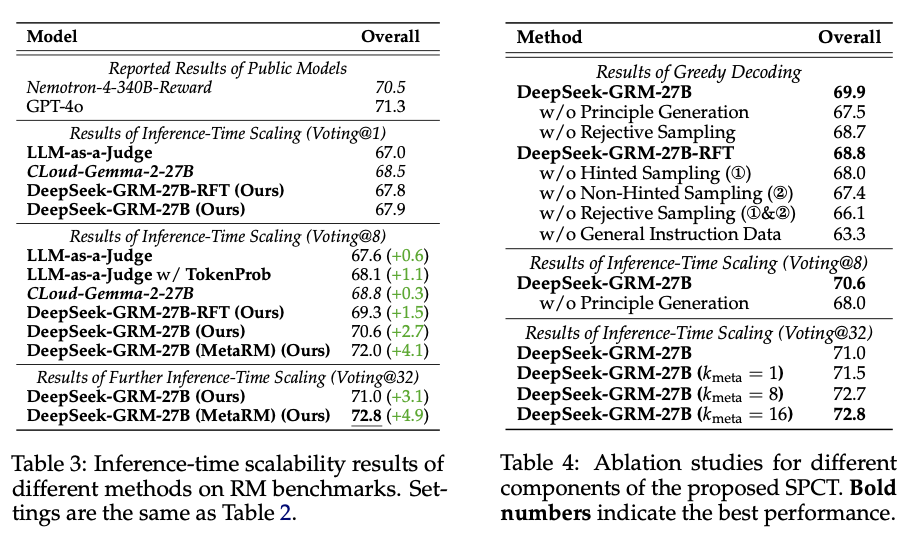 Model Overall
Reported Results of Public Models
Nemotron-4-340B-Reward 70.5
GPT-4o 71.3
Results of Inference-Time Scaling (Voting@1)
LLM-as-a-Judge 67.0
CLoud-Gemma-2-27B 68.5
DeepSeek-GRM-27B-RFT (Ours) 67.8
DeepSeek-GRM-27B (Ours) 67.9
Results of Inference-Time Scaling (Voting@8)
LLM-as-a-Judge 67.6 (+0.6)
LLM-as-a-Judge w/ TokenProb 68.1 (+1.1)
CLoud-Gemma-2-27B 68.8 (+0.3)
DeepSeek-GRM-27B-RFT (Ours) 69.3 (+1.5)
DeepSeek-GRM-27B (Ours) 70.6 (+2.7)
DeepSeek-GRM-27B (MetaRM) (Ours) 72.0 (+4.1)
Results of Further Inference-Time Scaling (Voting@32)
DeepSeek-GRM-27B (Ours) 71.0 (+3.1)
DeepSeek-GRM-27B (MetaRM) (Ours) 72.8 (+4.9)
Table 3: Inference-time scalability results of
different methods on RM benchmarks. Set-
tings are the same as Table 2.
Method Overall
Results of Greedy Decoding
DeepSeek-GRM-27B 69.9
w/o Principle Generation 67.5
w/o Rejective Sampling 68.7
DeepSeek-GRM-27B-RFT 68.8
w/o Hinted Sampling (①) 68.0
w/o Non-Hinted Sampling (②) 67.4
w/o Rejective Sampling (①&②) 66.1
w/o General Instruction Data 63.3
Results of Inference-Time Scaling (Voting@8)
DeepSeek-GRM-27B 70.6
w/o Principle Generation 68.0
Results of Inference-Time Scaling (Voting@32)
DeepSeek-GRM-27B 71.0
DeepSeek-GRM-27B (kmeta = 1) 71.5
DeepSeek-GRM-27B (kmeta = 8) 72.7
DeepSeek-GRM-27B (kmeta = 16) 72.8
Table 4: Ablation studies for different
components of the proposed SPCT. Bold
numbers indicate the best performance.